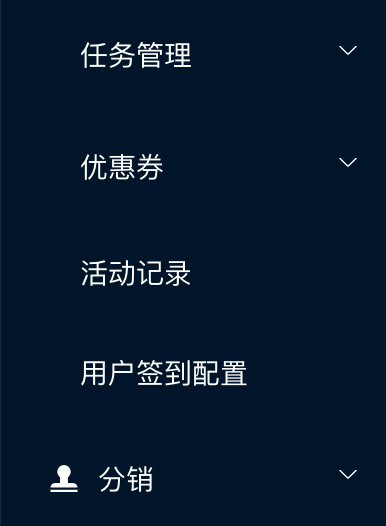 任务管理
优惠券
活动记录
用户签到配置
分销